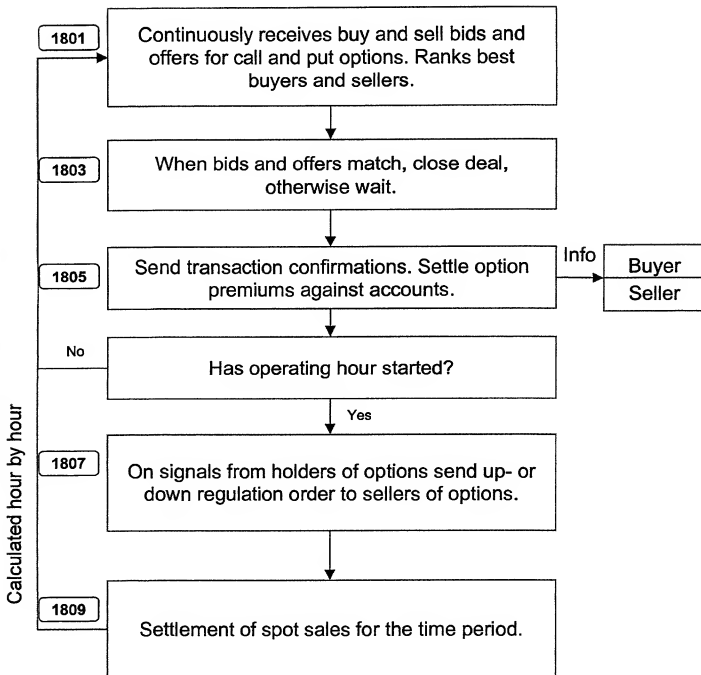 1801
Continuously receives buy and sell bids and
offers for call and put options. Ranks best
buyers and sellers.
1803
When bids and offers match, close deal,
otherwise wait.
1805
Send transaction confirmations. Settle option
premiums against accounts.
Info
Buyer
Seller
No
Has operating hour started?
Yes
1807
On signals from holders of options send up- or
down regulation order to sellers of options.
Calculated hour by hour
1809
Settlement of spot sales for the time period.